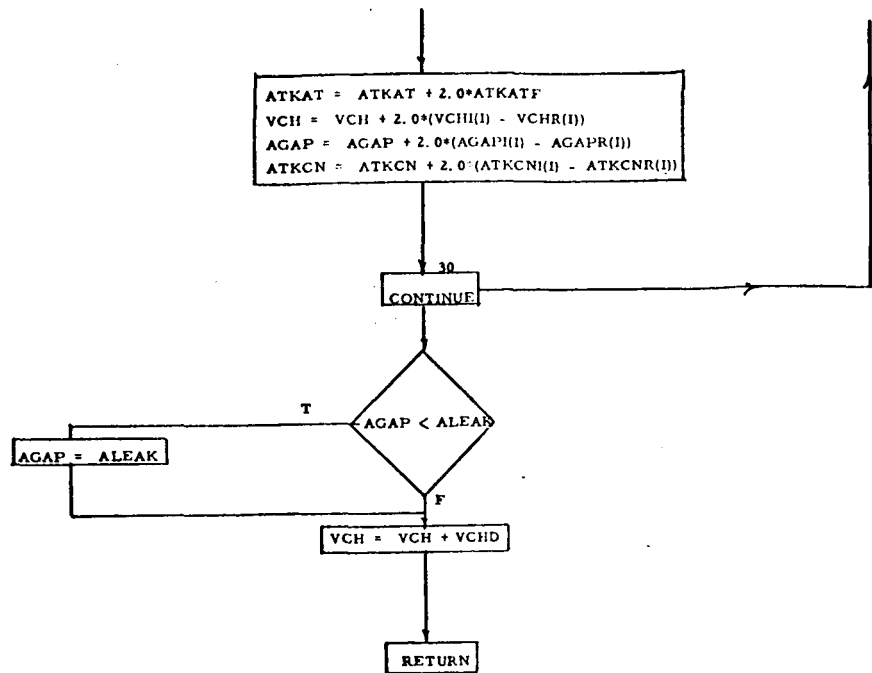 ATKAT = ATKAT + 2.0*ATKATF
VCH = VCH + 2.0*(VCHI(I) - VCHR(I))
AGAP = AGAP + 2.0*(AGAPI(I) - AGAPR(I))
ATKCN = ATKCN + 2.0*(ATKCNI(I) - ATKCNR(I))
30
CONTINUE
T
AGAP < ALEAK
AGAP = ALEAK
F
VCH = VCH + VCHD
RETURN